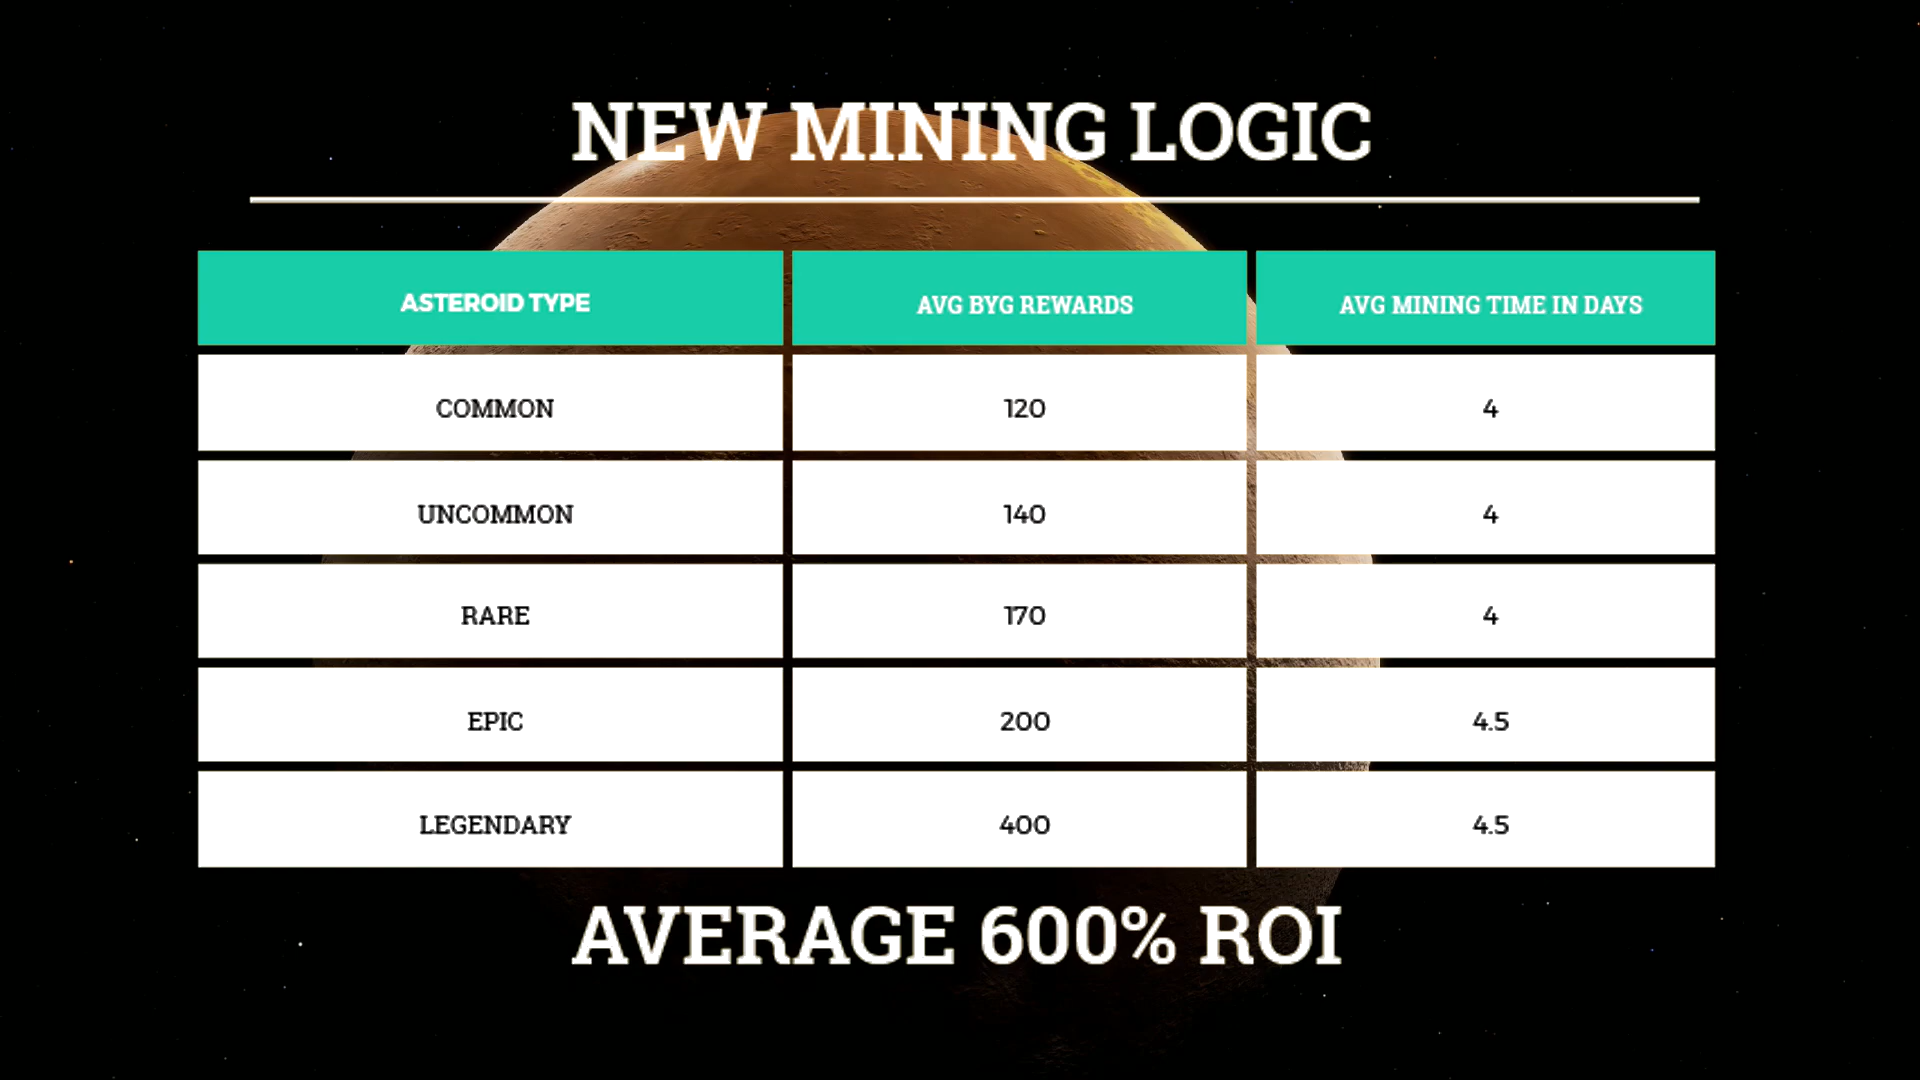 NEW MINING LOGIC
ASTEROID TYPE AVG BYG REWARDS AVG MINING TIME IN DAYS
COMMON 120 4
UNCOMMON 140 4
RARE 170 4
EPIC 200 4.5
LEGENDARY 400 4.5
AVERAGE 600% ROI